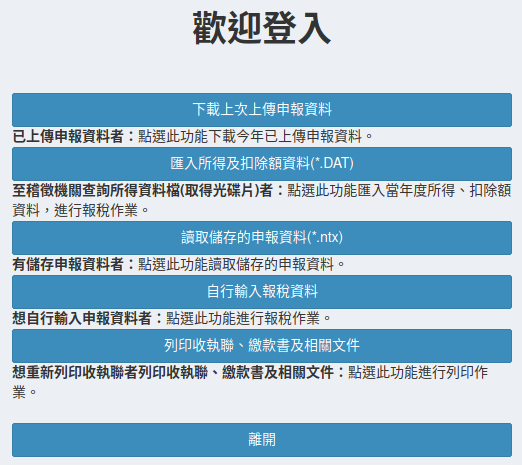 歡迎登入
下載上次上傳申報資料
已上傳申報資料者：點選此功能下載今年已上傳申報資料。
匯入所得及扣除額資料(*.DAT)
至稽徵機關查詢所得資料檔(取得光碟片)者：點選此功能匯入當年度所得、扣除額
資料，進行報稅作業。
讀取儲存的申報資料(*.ntx)
有儲存申報資料者：點選此功能讀取儲存的申報資料。
自行輸入報稅資料
想自行輸入申報資料者：點選此功能進行報稅作業。
列印收執聯、繳款書及相關文件
想重新列印收執聯者列印收執聯、繳款書及相關文件：點選此功能進行列印作
業。
離開